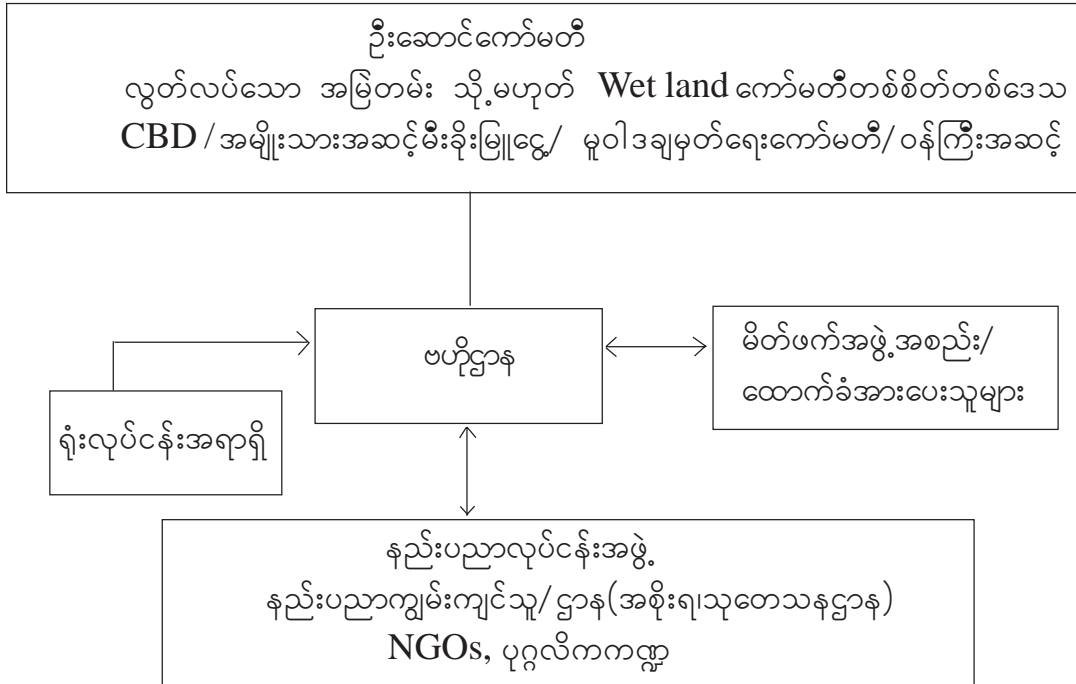 ဦးဆောင်ကော်မတီ
လွတ်လပ်သော အမြဲတမ်း သို့မဟုတ် Wet land ကော်မတီတစ်စိတ်တစ်ဒေသ
CBD / အမျိုးသားအဆင့်မီးခိုးမြူငွေ့/ မူဝါဒချမှတ်ရေးကော်မတီ/ ဝန်ကြီးအဆင့်
ဗဟိုဌာန
မိတ်ဖက်အဖွဲ့အစည်း/
ထောက်ခံအားပေးသူများ
ရုံးလုပ်ငန်းအရာရှိ
နည်းပညာလုပ်ငန်းအဖွဲ့
နည်းပညာကျွမ်းကျင်သူ/ ဌာန(အစိုးရ၊သုတေသနဌာန)
NGOs, ပုဂ္ဂလိကကဏ္ဍ